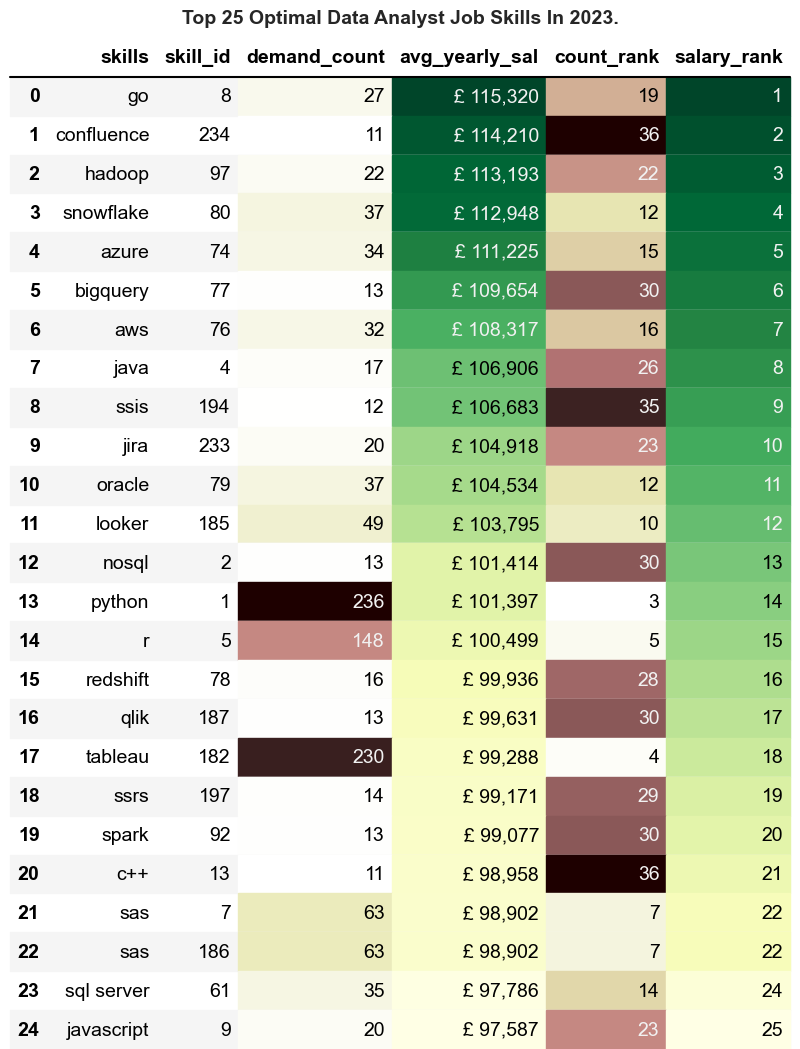 Top 25 Optimal Data Analyst Job Skills In 2023.
skills skill_id demand_count avg_yearly_sal count_rank salary_rank
0 go 8 27 £ 115,320 19 1
1 confluence 234 11 £ 114,210 36 2
2 hadoop 97 22 £ 113,193 22 3
3 snowflake 80 37 £ 112,948 12 4
4 azure 74 34 £ 111,225 15 5
5 bigquery 77 13 £ 109,654 30 6
6 aws 76 32 £ 108,317 16 7
7 java 4 17 £ 106,906 26 8
8 ssis 194 12 £ 106,683 35 9
9 jira 233 20 £ 104,918 23 10
10 oracle 79 37 £ 104,534 12 11
11 looker 185 49 £ 103,795 10 12
12 nosql 2 13 £ 101,414 30 13
13 python 1 236 £ 101,397 3 14
14 r 5 148 £ 100,499 5 15
15 redshift 78 16 £ 99,936 28 16
16 qlik 187 13 £ 99,631 30 17
17 tableau 182 230 £ 99,288 4 18
18 ssrs 197 14 £ 99,171 29 19
19 spark 92 13 £ 99,077 30 20
20 c++ 13 11 £ 98,958 36 21
21 sas 7 63 £ 98,902 7 22
22 sas 186 63 £ 98,902 7 22
23 sql server 61 35 £ 97,786 14 24
24 javascript 9 20 £ 97,587 23 25